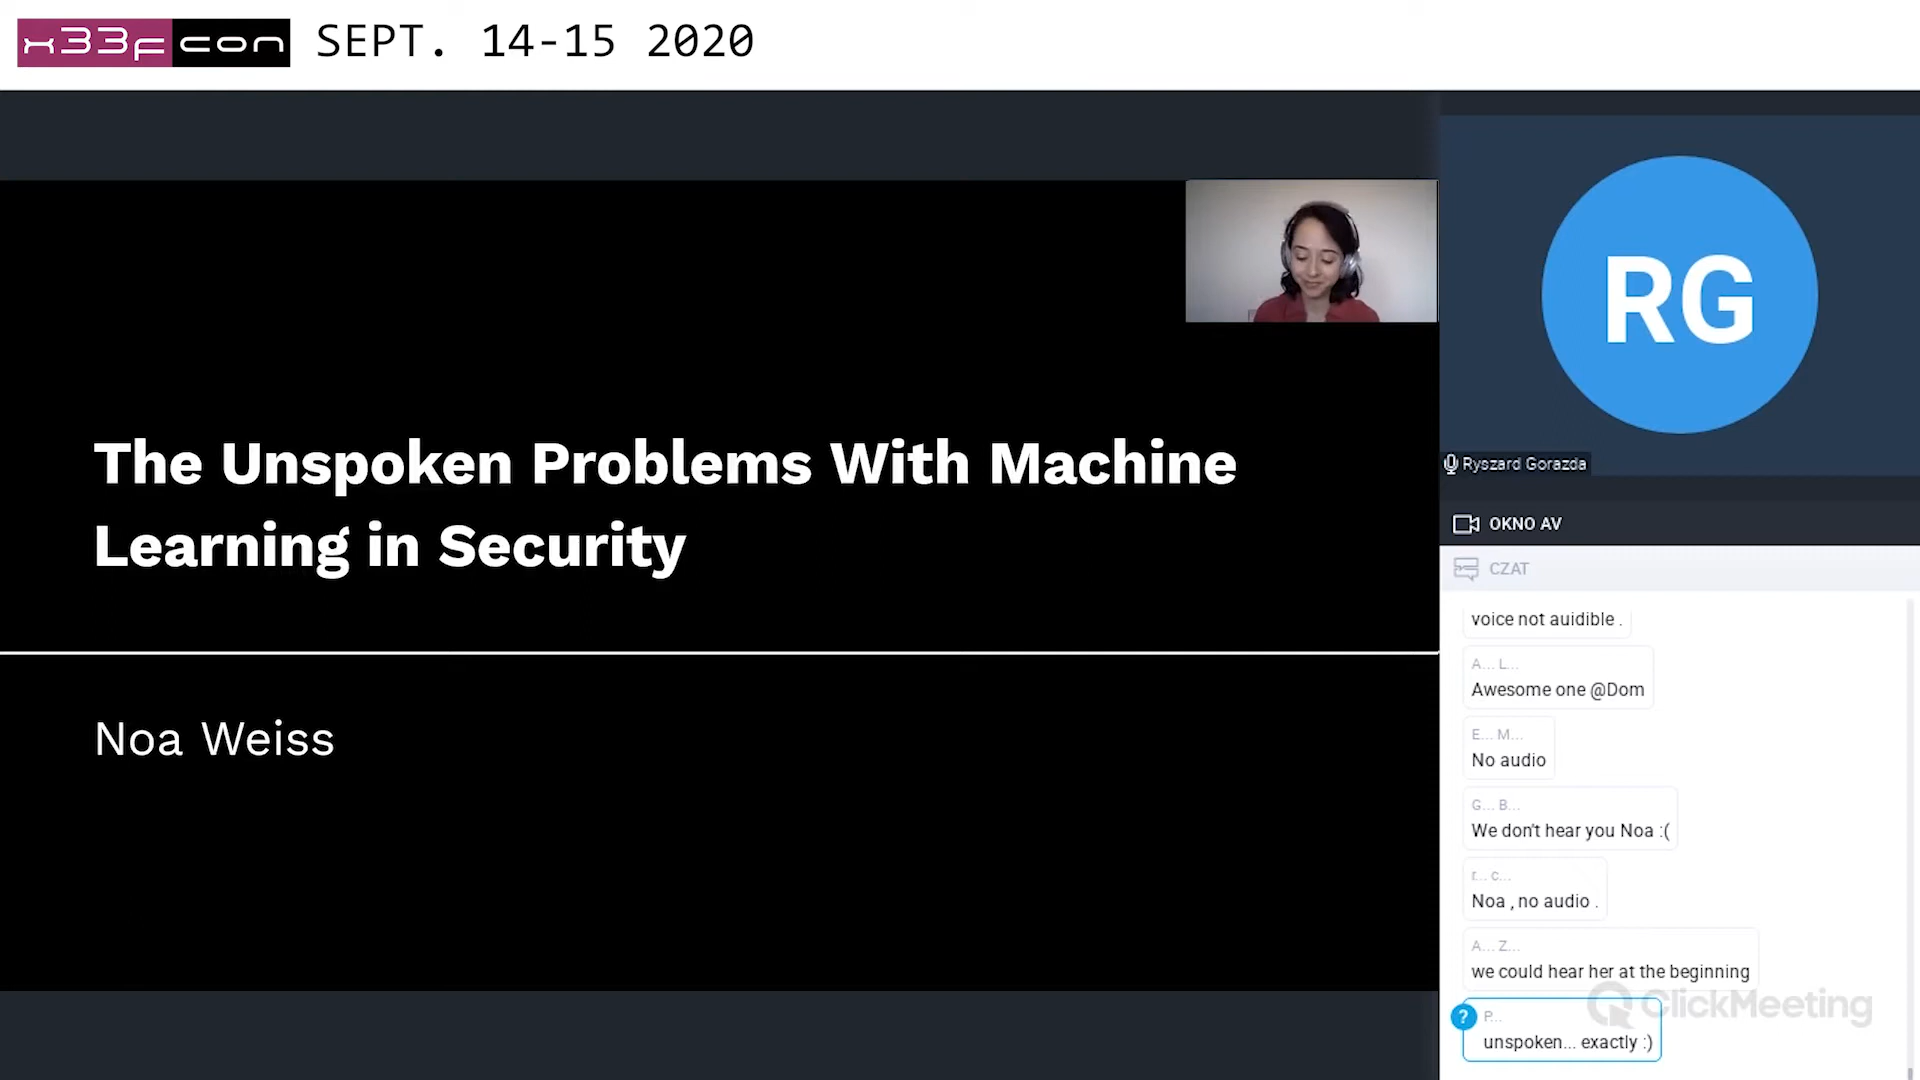 x33fcon SEPT. 14-15 2020
The Unspoken Problems With Machine
Learning in Security
Noa Weiss
RG
Ryszard Gorazda
OKNO AV
CZAT
voice not auidible .
A... L...
Awesome one @Dom
E... M...
No audio
G... B...
We don't hear you Noa :(
r... c...
Noa , no audio .
A... Z...
we could hear her at the beginning
ClickMeeting
?
P...
unspoken... exactly :)